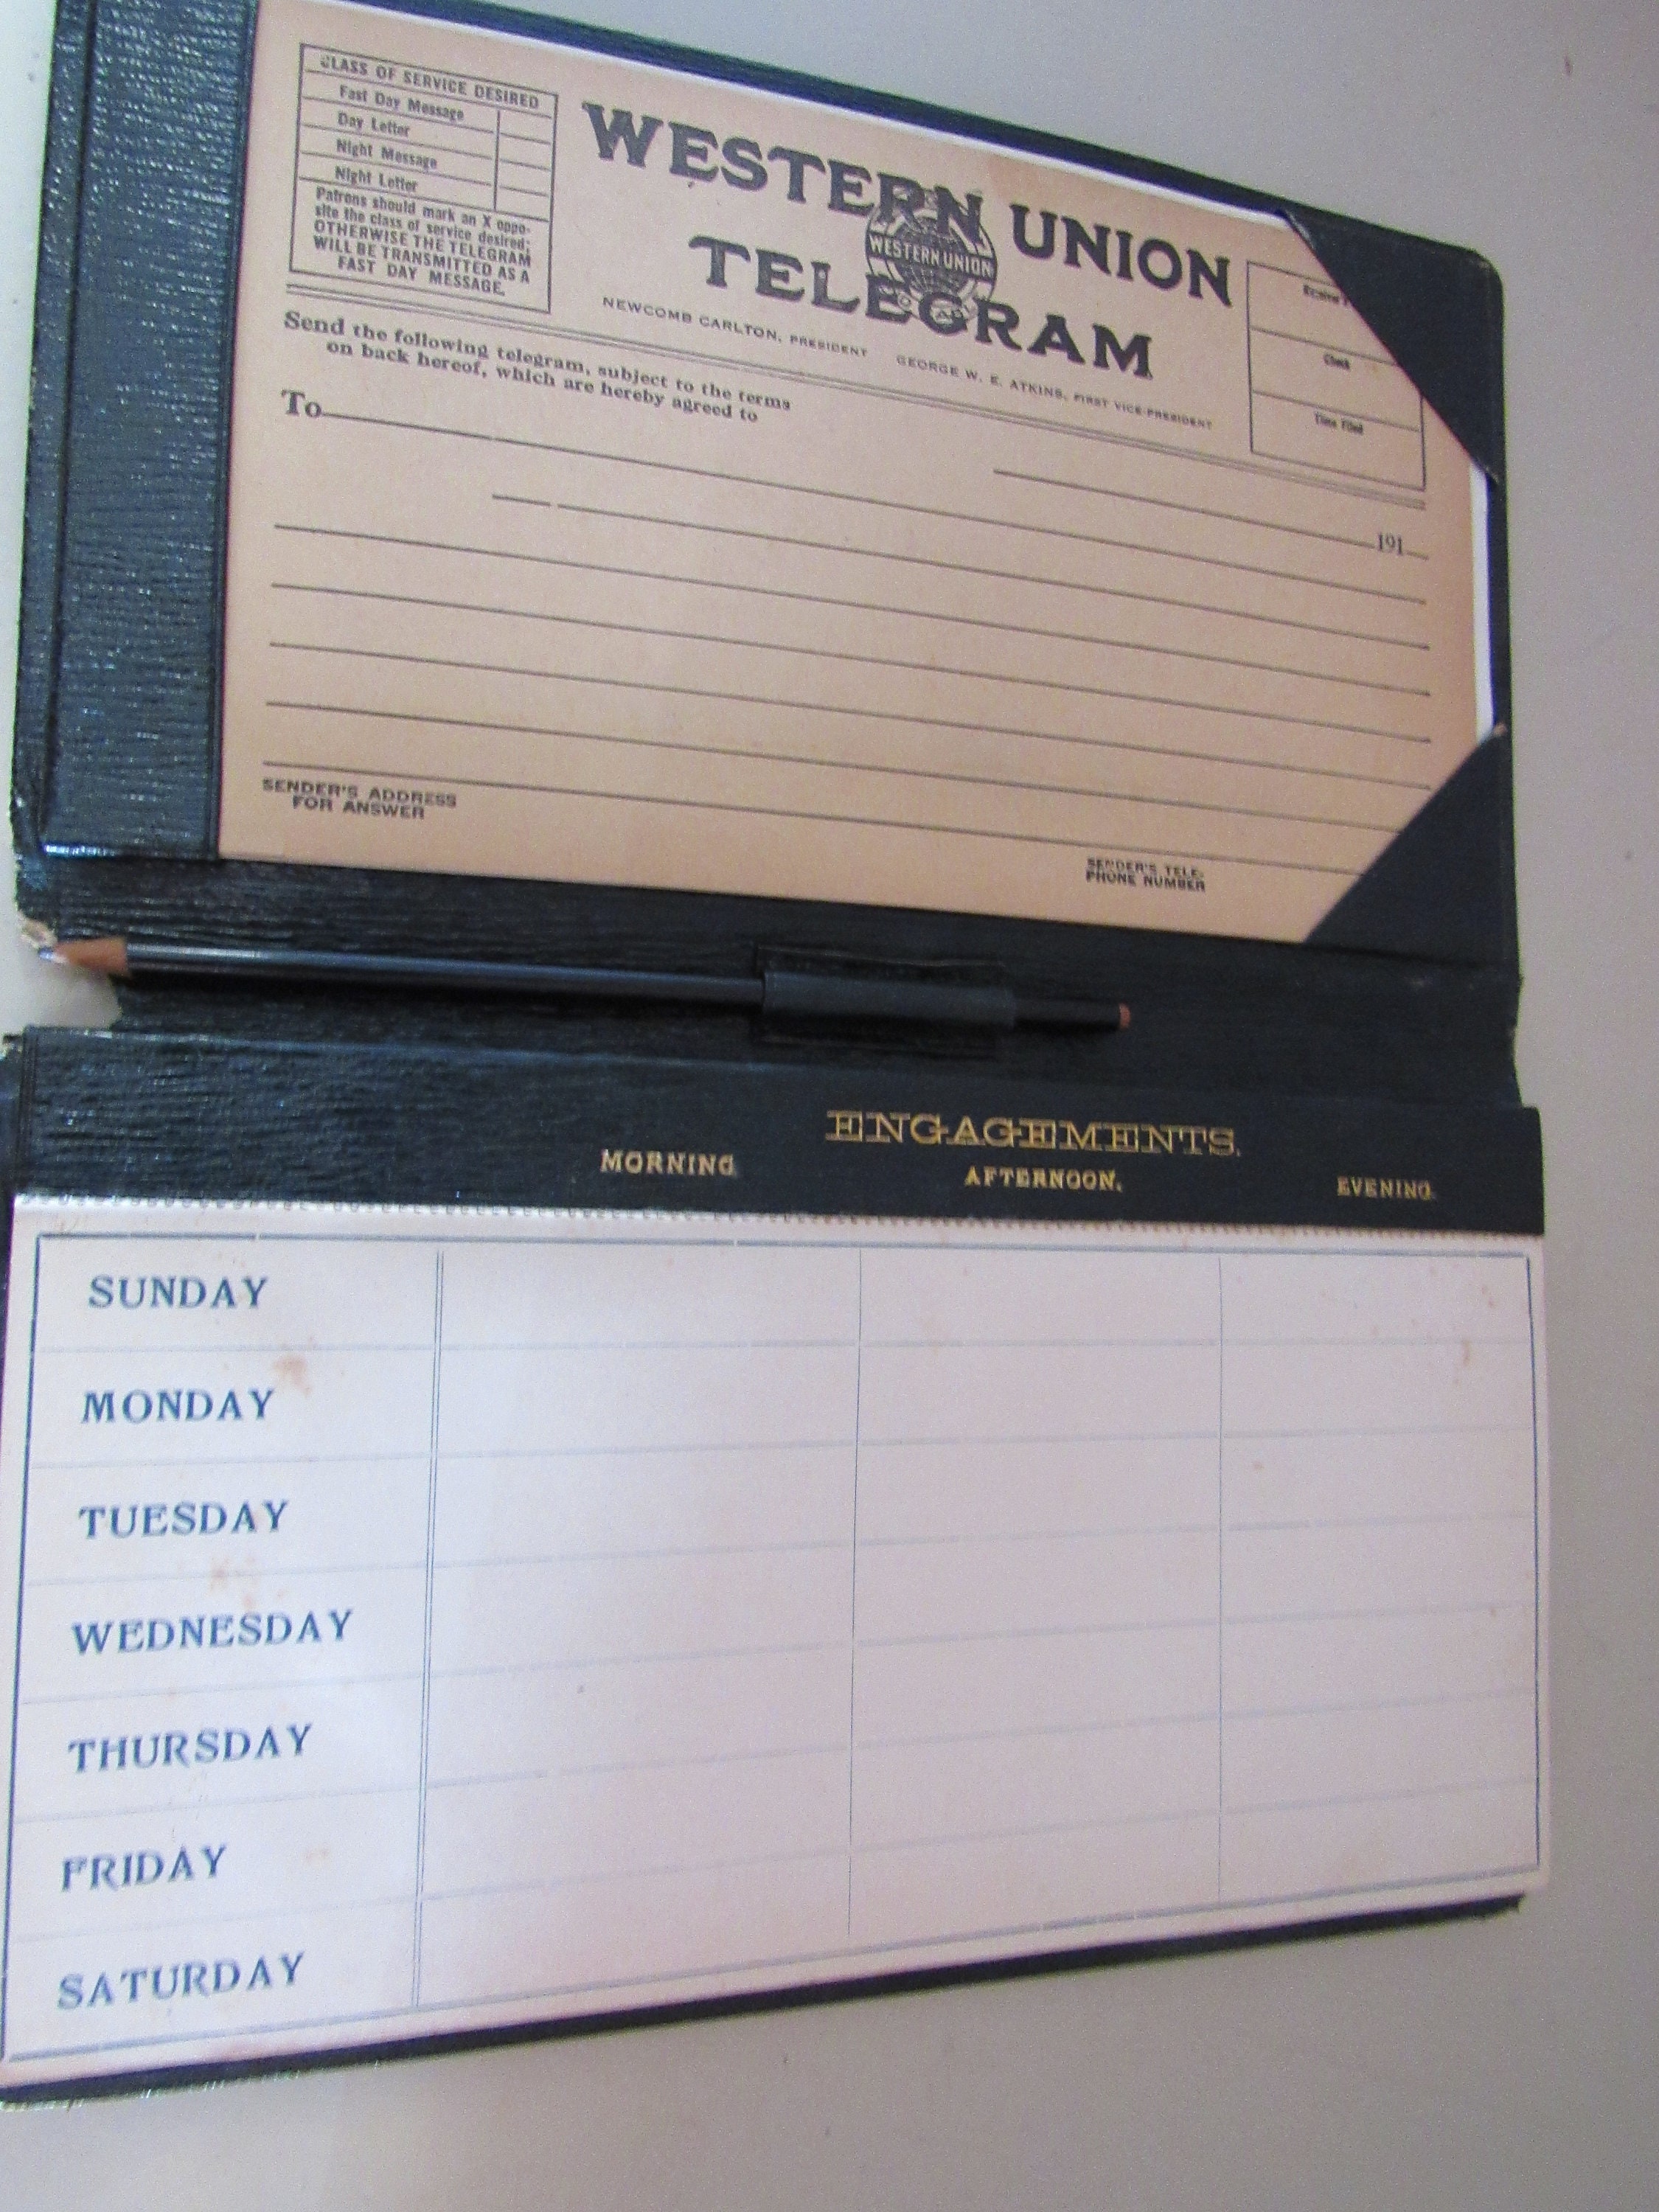 CLASS OF SERVICE DESIRED
Fast Day Message
Day Letter
Night Message
Night Letter
Patrons should mark an X oppo-
site the class of service desired;
OTHERWISE THE TELEGRAM
WILL BE TRANSMITTED AS A
FAST DAY MESSAGE.
WESTERN UNION
WESTERN UNION
TELEGRAM
NEWCOMB CARLTON, PRESIDENT GEORGE W. E. ATKINS, FIRST VICE-PRESIDENT
Check
Time Filed
Send the following telegram, subject to the terms
on back hereof, which are hereby agreed to
191
To
SENDER'S ADDRESS
FOR ANSWER
SENDER'S TELE-
PHONE NUMBER
ENGAGEMENTS.
MORNING. AFTERNOON. EVENING.
SUNDAY
MONDAY
TUESDAY
WEDNESDAY
THURSDAY
FRIDAY
SATURDAY